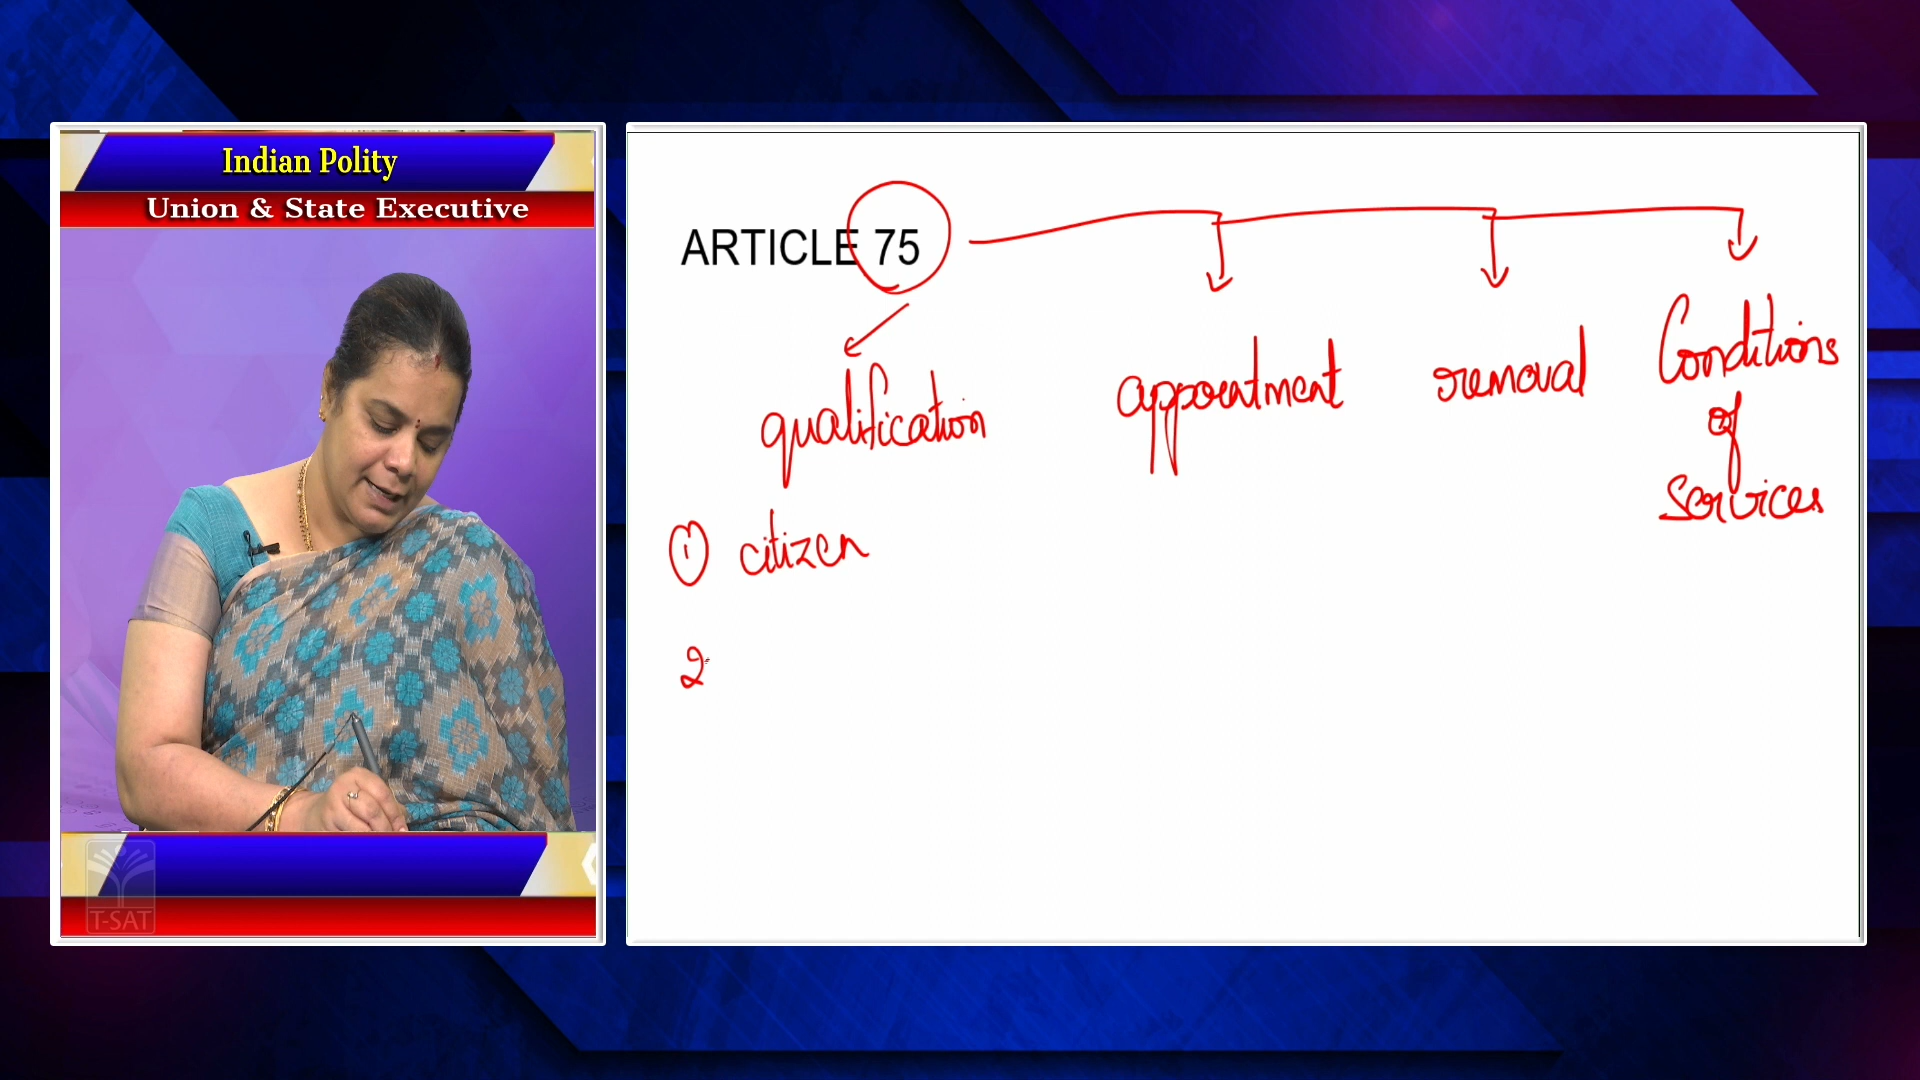 Indian Polity
Union & State Executive
T-SAT
ARTICLE 75
qualification
appointment
removal
Conditions
of
Services
① citizen
2